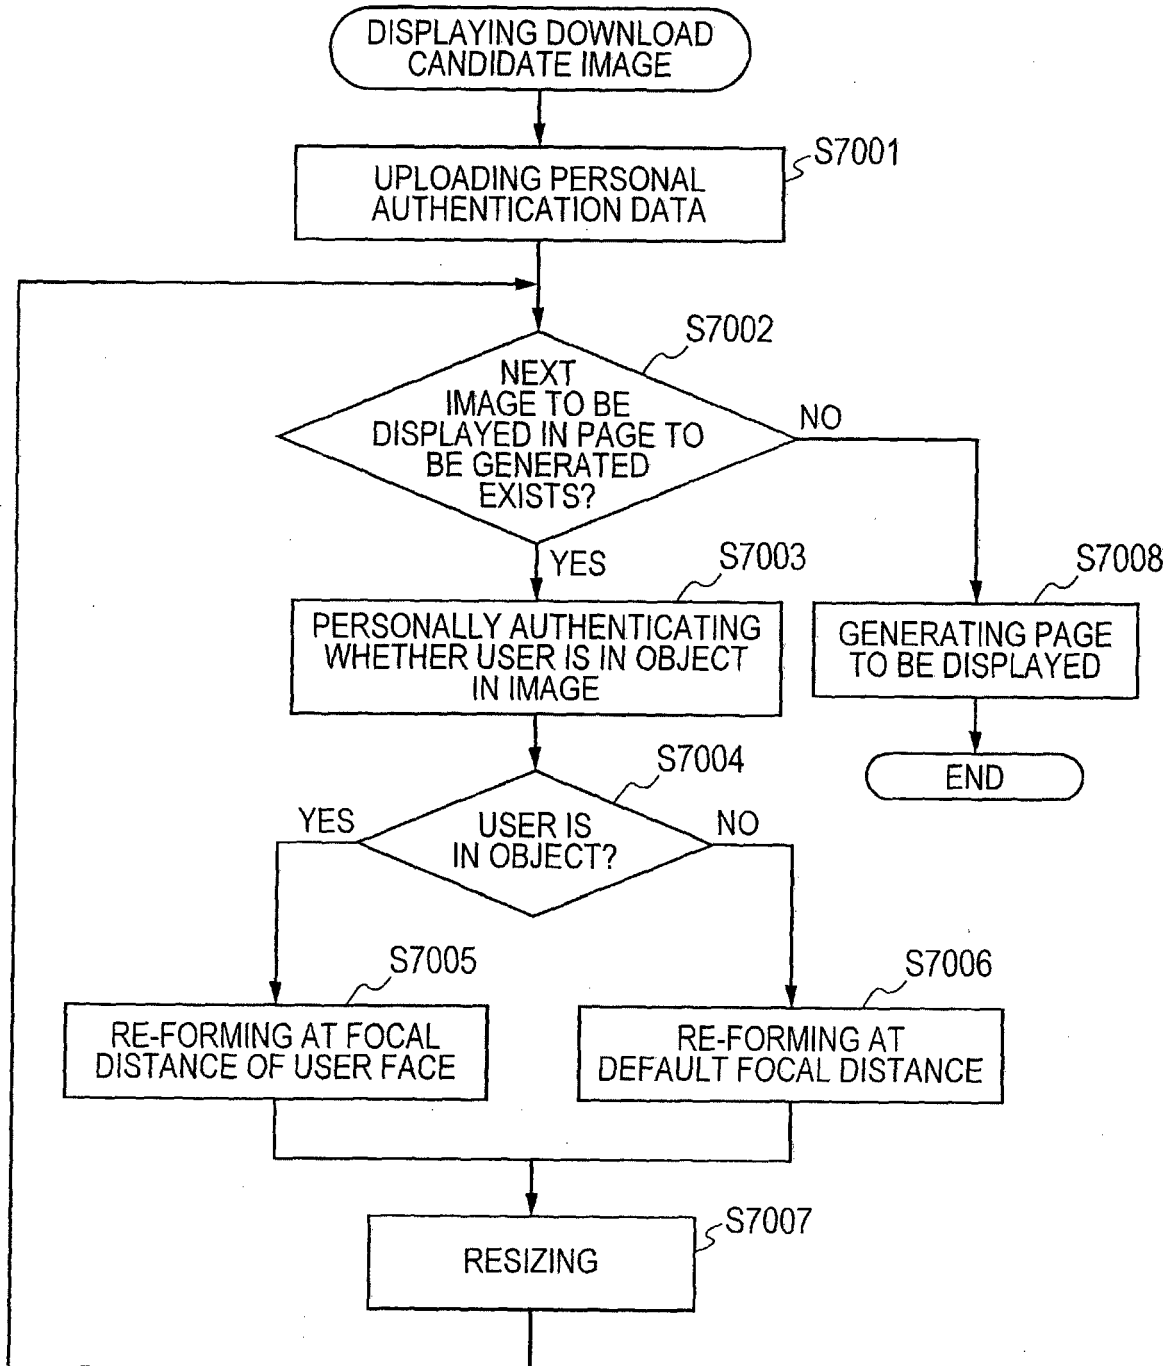 DISPLAYING DOWNLOAD
CANDIDATE IMAGE
S7001
UPLOADING PERSONAL
AUTHENTICATION DATA
S7002
NEXT
IMAGE TO BE
DISPLAYED IN PAGE TO
BE GENERATED
EXISTS?
NO
YES
S7003
PERSONALLY AUTHENTICATING
WHETHER USER IS IN OBJECT
IN IMAGE
S7008
GENERATING PAGE
TO BE DISPLAYED
END
S7004
USER IS
IN OBJECT?
YES
NO
S7005
RE-FORMING AT FOCAL
DISTANCE OF USER FACE
S7006
RE-FORMING AT
DEFAULT FOCAL DISTANCE
S7007
RESIZING